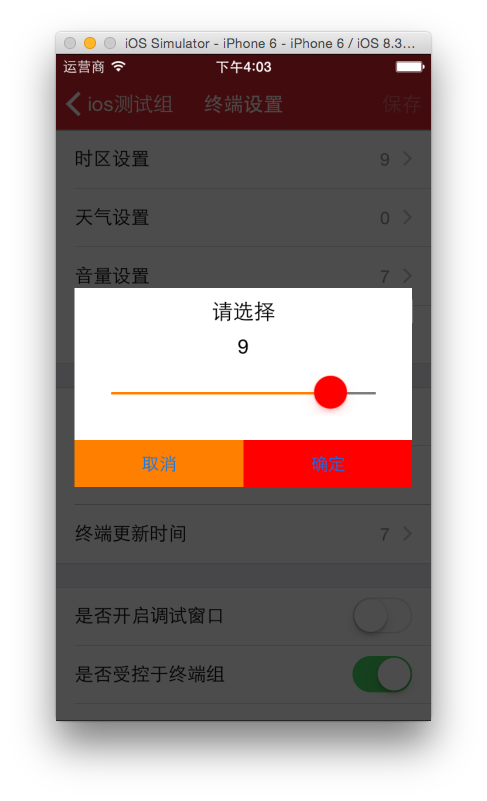 iOS Simulator - iPhone 6 - iPhone 6 / iOS 8.3…
运营商 下午4:03
ios测试组 终端设置 保存
时区设置 9
天气设置 0
音量设置 7
请选择
9
取消 确定
终端更新时间 7
是否开启调试窗口
是否受控于终端组